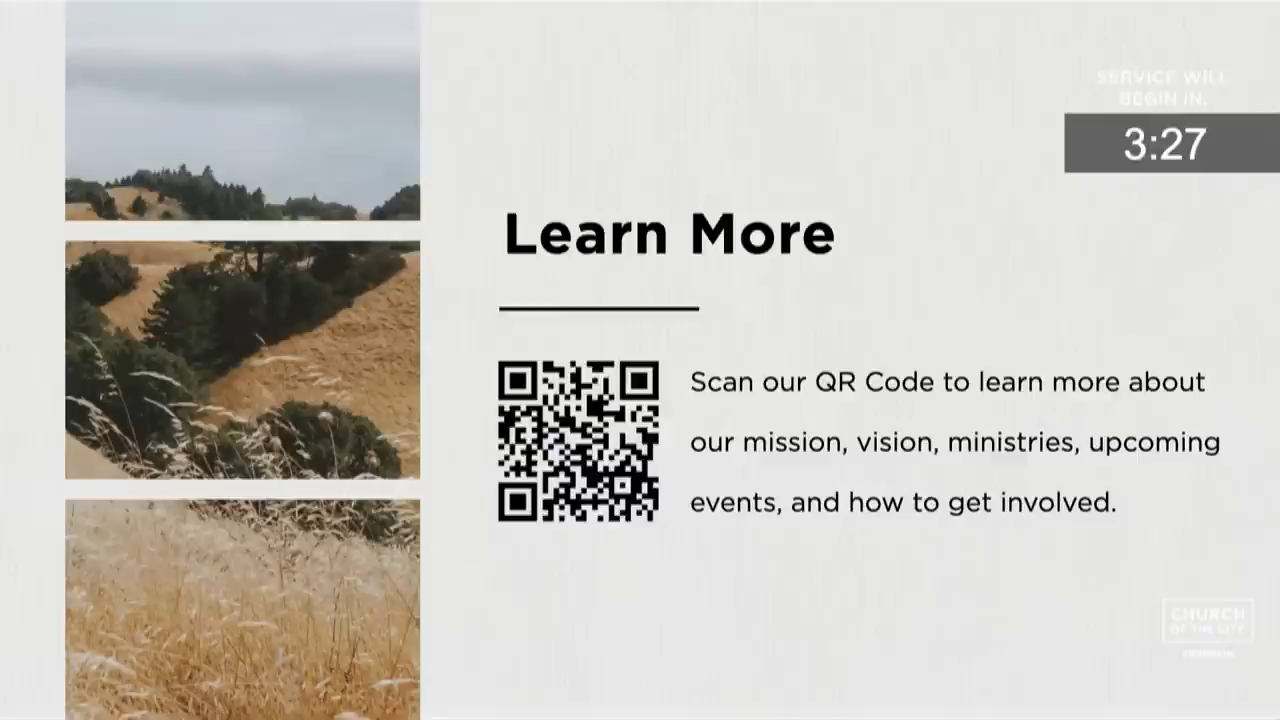 SERVICE WILL
BEGIN IN:
3:27
Learn More
Scan our QR Code to learn more about
our mission, vision, ministries, upcoming
events, and how to get involved.
CHURCH
OF THE CITY